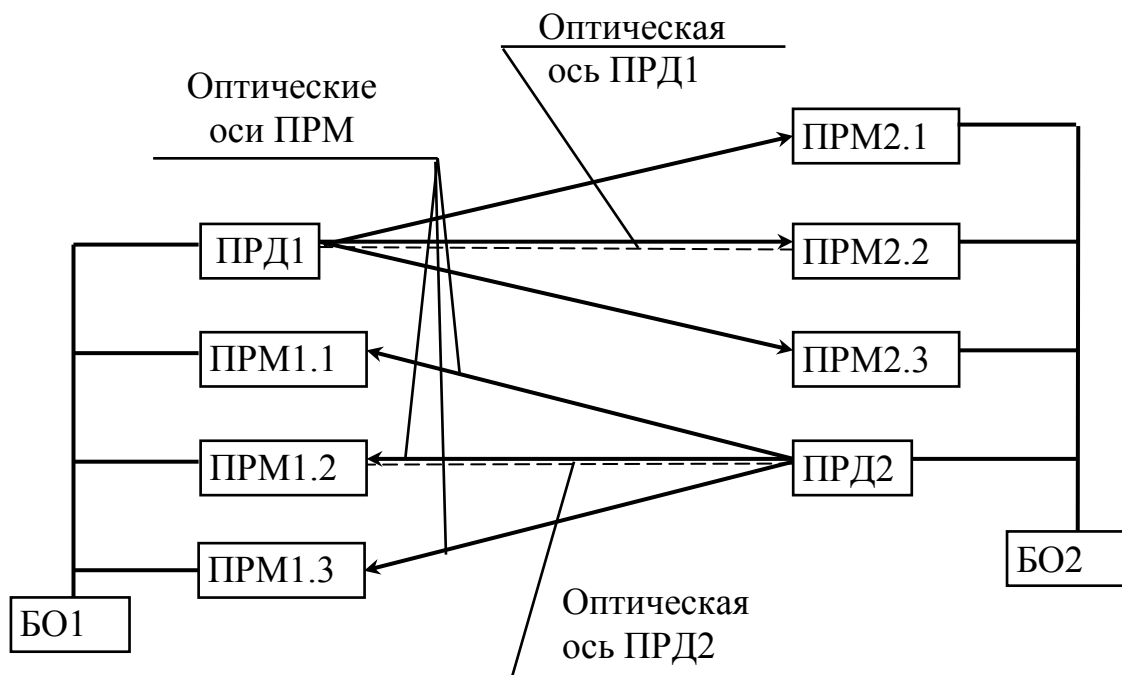 Оптическая
ось ПРД1
Оптические
оси ПРМ
ПРМ2.1
ПРД1
ПРМ2.2
ПРМ1.1
ПРМ2.3
ПРМ1.2
ПРД2
ПРМ1.3
БО2
БО1
Оптическая
ось ПРД2